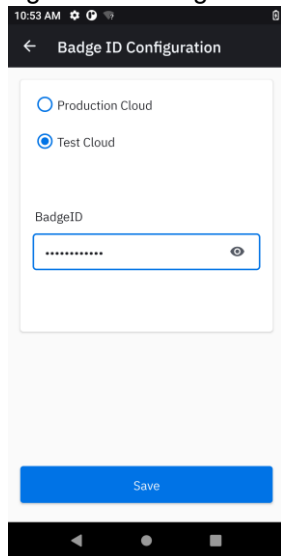 10:53 AM
Badge ID Configuration
Production Cloud
Test Cloud
BadgeID
••••••••••••
Save